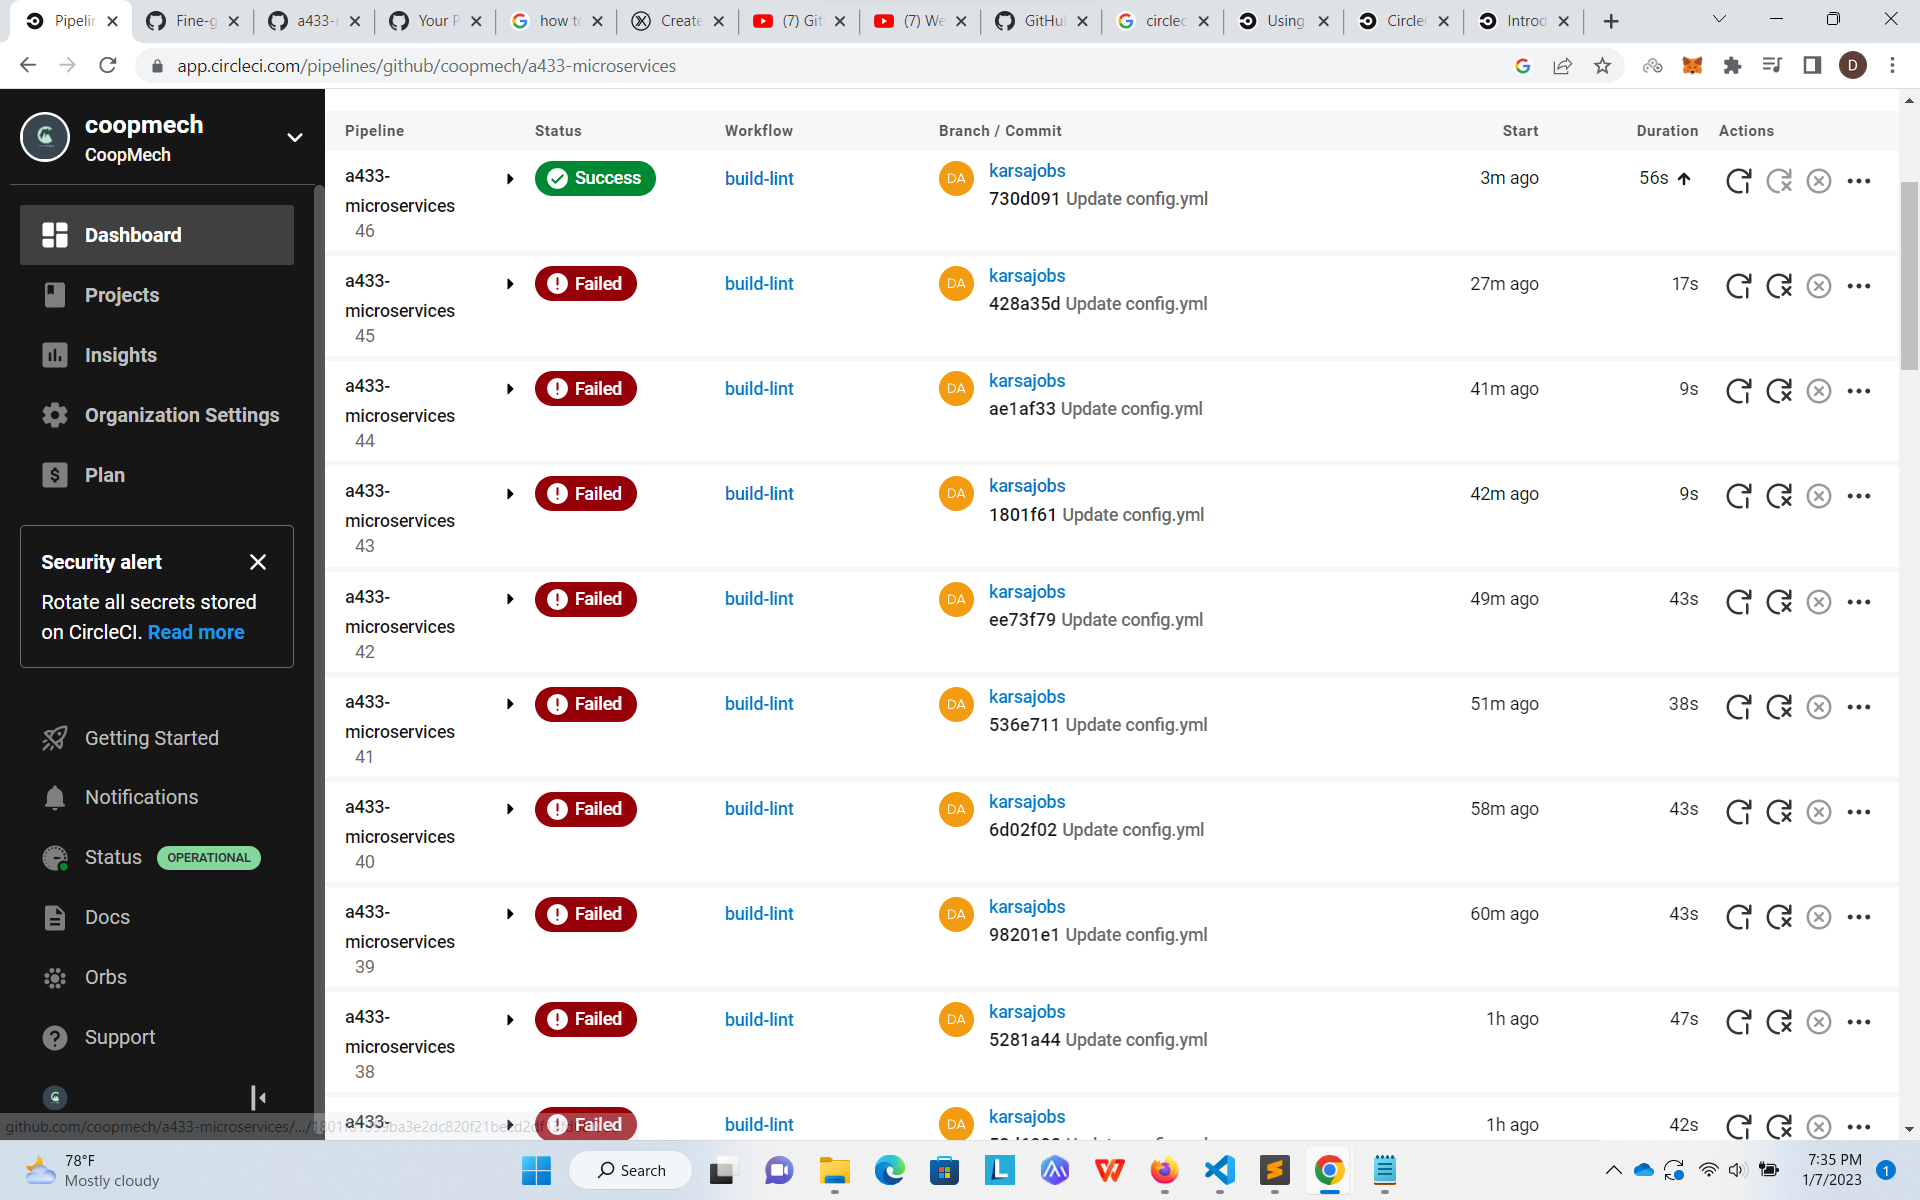 Pipelin
Fine-g
a433-
Your P
how to
Create
(7) Git
(7) We
GitHub
circlec
Using
Circle
Introd
app.circleci.com/pipelines/github/coopmech/a433-microservices
D
coopmech
CoopMech
Dashboard
Projects
Insights
Organization Settings
Plan
Security alert
Rotate all secrets stored
on CircleCI. Read more
Getting Started
Notifications
Status OPERATIONAL
Docs
Orbs
Support
Pipeline Status Workflow Branch / Commit Start Duration Actions
a433-
microservices
46
Success build-lint DA karsajobs
730d091 Update config.yml
3m ago 56s
a433-
microservices
45
Failed build-lint DA karsajobs
428a35d Update config.yml
27m ago 17s
a433-
microservices
44
Failed build-lint DA karsajobs
ae1af33 Update config.yml
41m ago 9s
a433-
microservices
43
Failed build-lint DA karsajobs
1801f61 Update config.yml
42m ago 9s
a433-
microservices
42
Failed build-lint DA karsajobs
ee73f79 Update config.yml
49m ago 43s
a433-
microservices
41
Failed build-lint DA karsajobs
536e711 Update config.yml
51m ago 38s
a433-
microservices
40
Failed build-lint DA karsajobs
6d02f02 Update config.yml
58m ago 43s
a433-
microservices
39
Failed build-lint DA karsajobs
98201e1 Update config.yml
60m ago 43s
a433-
microservices
38
Failed build-lint DA karsajobs
5281a44 Update config.yml
1h ago 47s
a433-
Failed build-lint DA karsajobs
1h ago 42s
github.com/coopmech/a433-microservices/.../
78°F
Mostly cloudy
Search
7:35 PM
1/7/2023
1